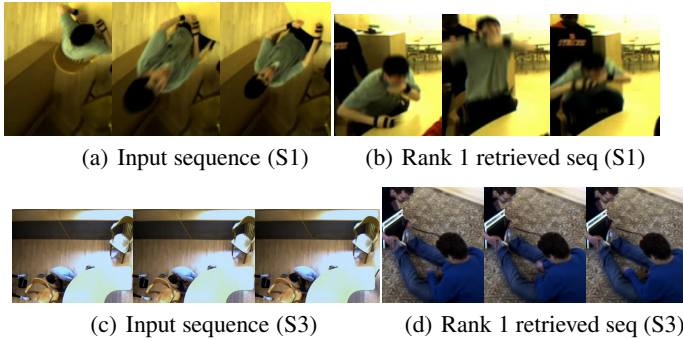 (a) Input sequence (S1)
(b) Rank 1 retrieved seq (S1)
(c) Input sequence (S3)
(d) Rank 1 retrieved seq (S3)